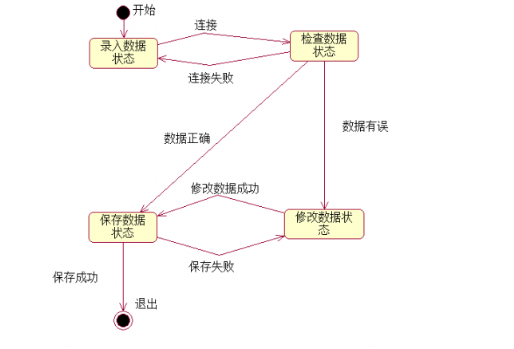 开始
连接
录入数据
状态
检查数据
状态
连接失败
数据正确
数据有误
修改数据成功
保存数据
状态
修改数据状
态
保存失败
保存成功
退出